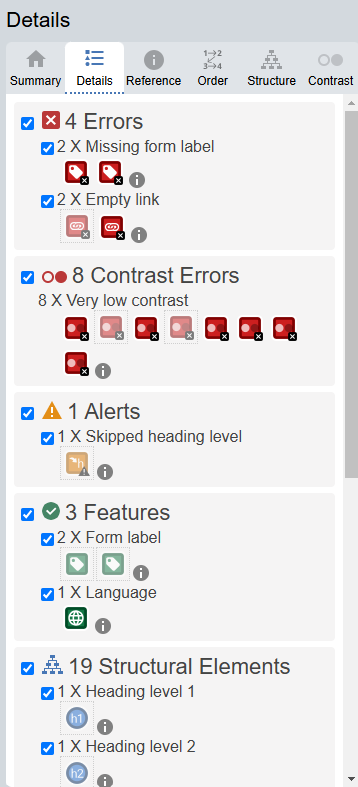 Details
Summary
Details
Reference
Order
Structure
Contrast
4 Errors
2 X Missing form label
2 X Empty link
8 Contrast Errors
8 X Very low contrast
1 Alerts
1 X Skipped heading level
h
3 Features
2 X Form label
1 X Language
19 Structural Elements
1 X Heading level 1
h1
1 X Heading level 2
h2